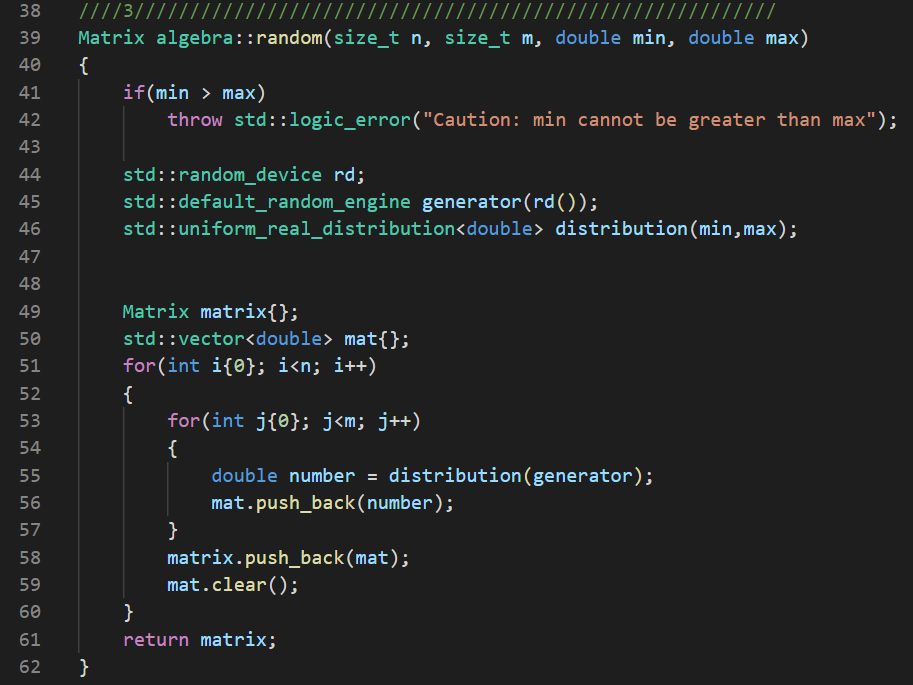 38 ////3//////////////////////////////////////////////////////////
39 Matrix algebra::random(size_t n, size_t m, double min, double max)
40 {
41     if(min > max)
42         throw std::logic_error("Caution: min cannot be greater than max");
43
44     std::random_device rd;
45     std::default_random_engine generator(rd());
46     std::uniform_real_distribution<double> distribution(min,max);
47
48
49     Matrix matrix{};
50     std::vector<double> mat{};
51     for(int i{0}; i<n; i++)
52     {
53         for(int j{0}; j<m; j++)
54         {
55             double number = distribution(generator);
56             mat.push_back(number);
57         }
58         matrix.push_back(mat);
59         mat.clear();
60     }
61     return matrix;
62 }